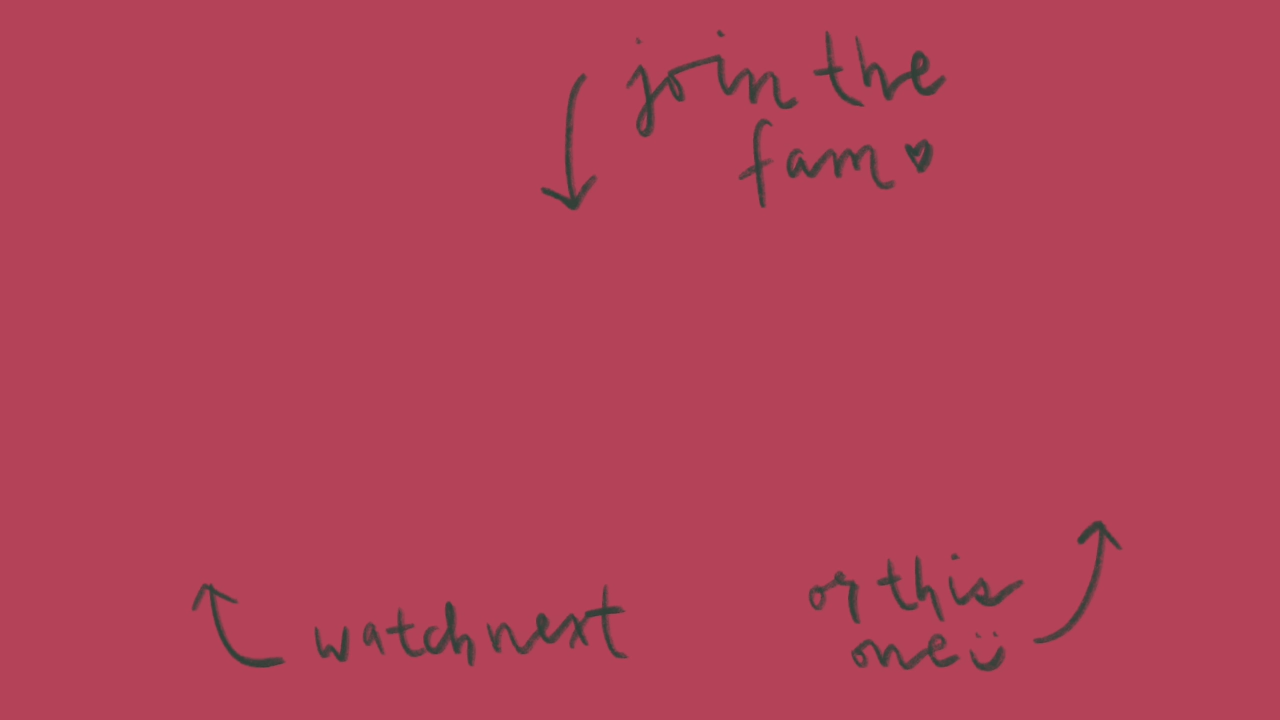 join the
fam ♥
watch next
or this
one ü